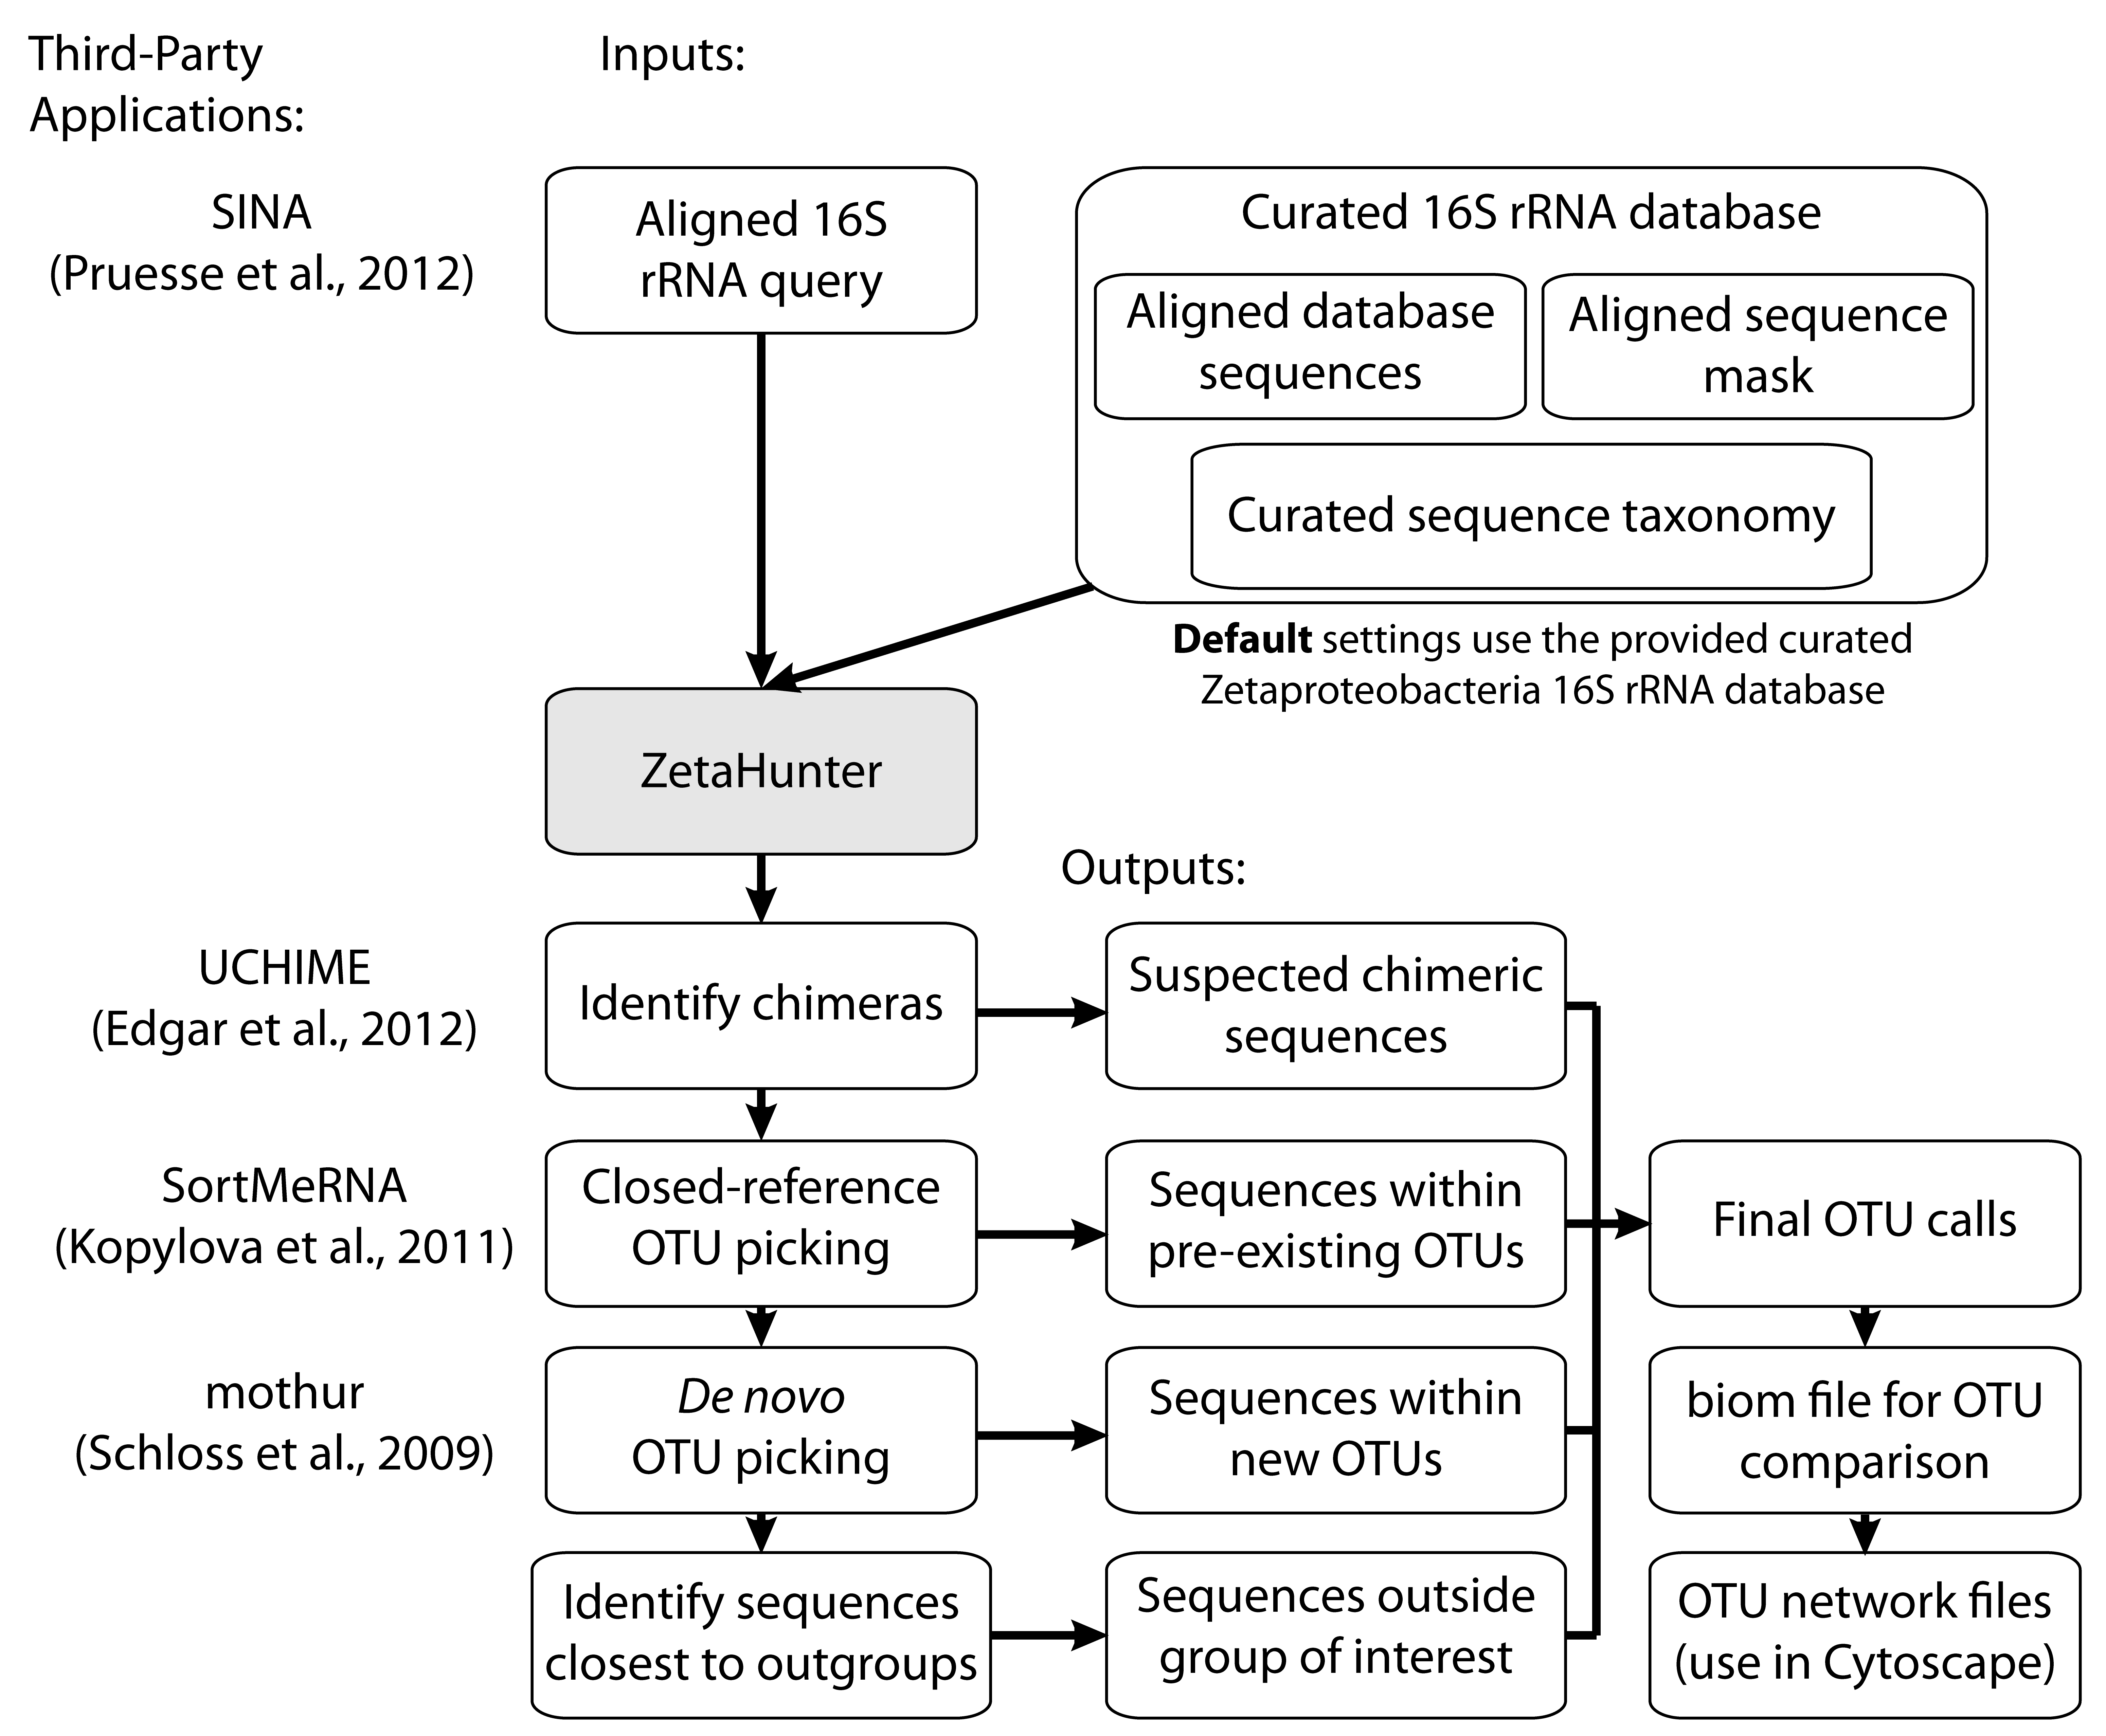 Third-Party
Applications:
Inputs:
SINA
(Pruesse et al., 2012)
Aligned 16S
rRNA query
Curated 16S rRNA database
Aligned database
sequences
Aligned sequence
mask
Curated sequence taxonomy
Default settings use the provided curated
Zetaproteobacteria 16S rRNA database
ZetaHunter
Outputs:
UCHIME
(Edgar et al., 2012)
Identify chimeras
Suspected chimeric
sequences
SortMeRNA
(Kopylova et al., 2011)
Closed-reference
OTU picking
Sequences within
pre-existing OTUs
Final OTU calls
mothur
(Schloss et al., 2009)
De novo
OTU picking
Sequences within
new OTUs
biom file for OTU
comparison
Identify sequences
closest to outgroups
Sequences outside
group of interest
OTU network files
(use in Cytoscape)